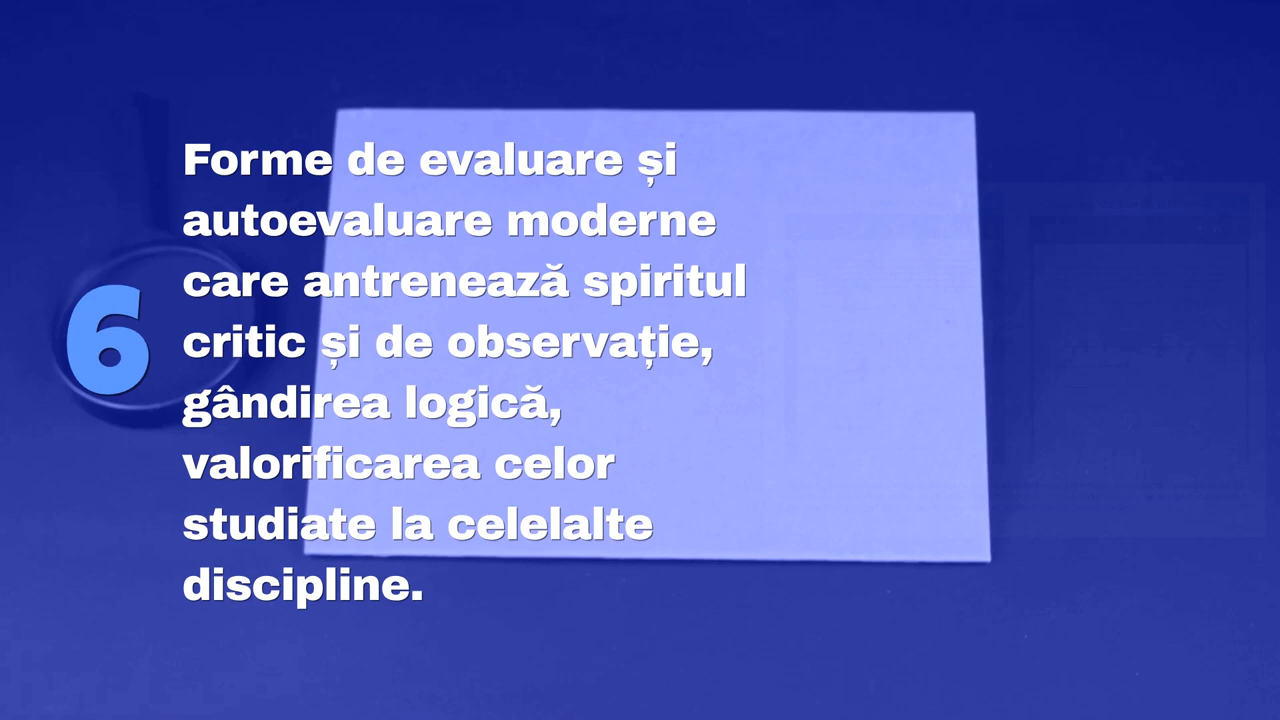 6
Forme de evaluare și
autoevaluare moderne
care antrenează spiritul
critic și de observație,
gândirea logică,
valorificarea celor
studiate la celelalte
discipline.